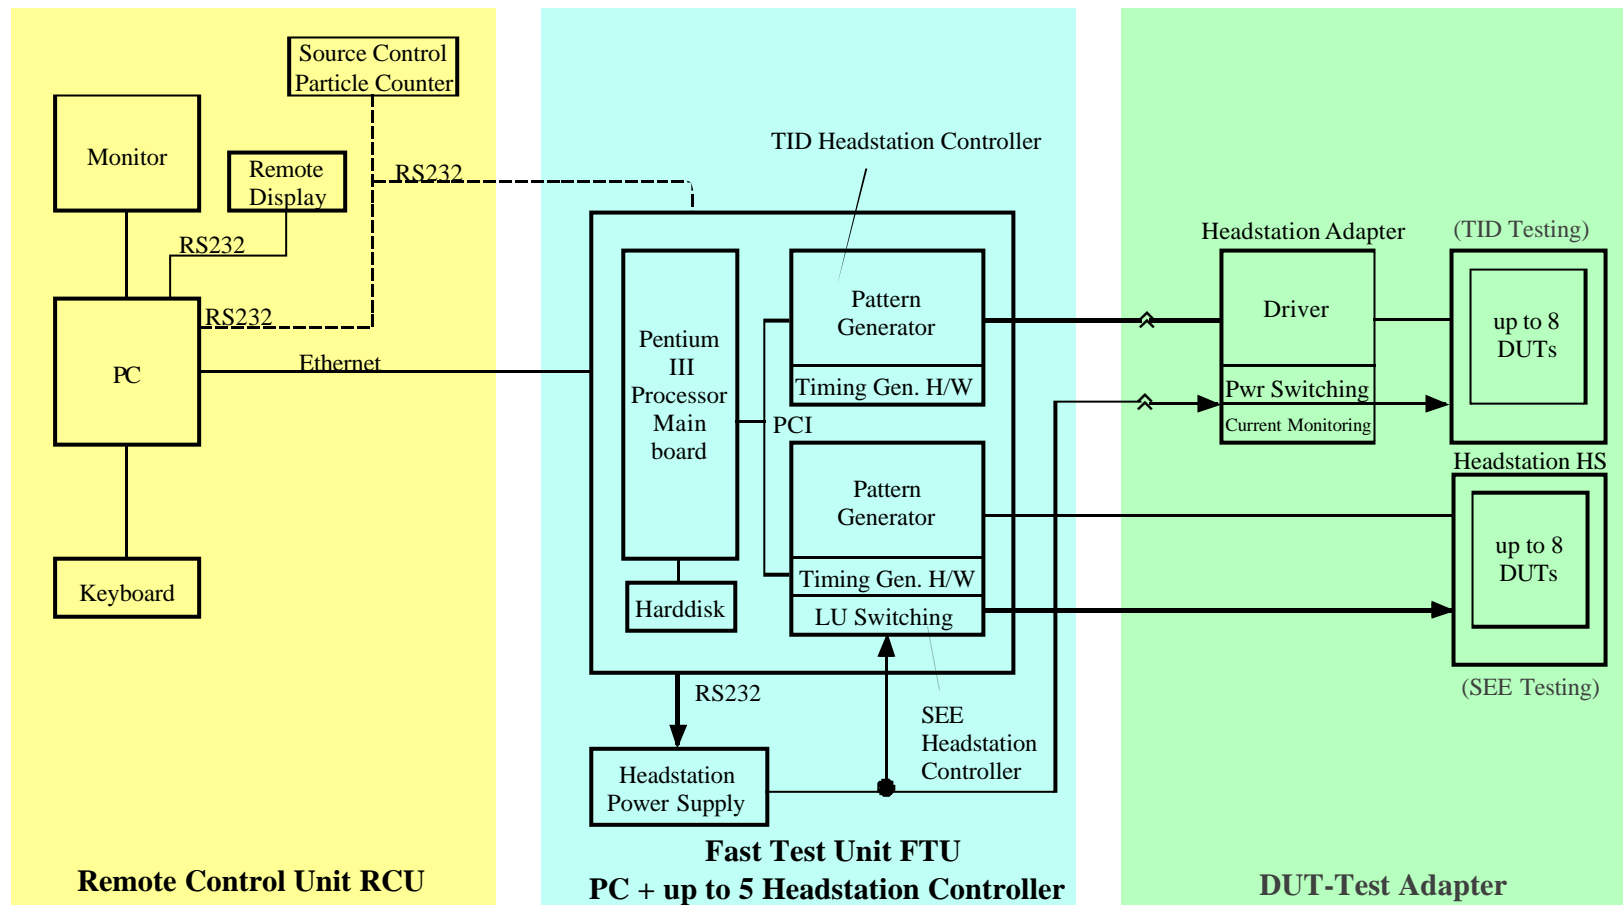 Source Control
Particle Counter
Monitor
Remote
Display
RS232
RS232
RS232
PC
Ethernet
Keyboard
Remote Control Unit RCU
TID Headstation Controller
Pentium
III
Processor
Main
board
Harddisk
PCI
Pattern
Generator
Timing Gen. H/W
Pattern
Generator
Timing Gen. H/W
LU Switching
RS232
SEE
Headstation
Controller
Headstation
Power Supply
Fast Test Unit FTU
PC + up to 5 Headstation Controller
Headstation Adapter
(TID Testing)
Driver
Pwr Switching
Current Monitoring
up to 8
DUTs
Headstation HS
up to 8
DUTs
(SEE Testing)
DUT-Test Adapter